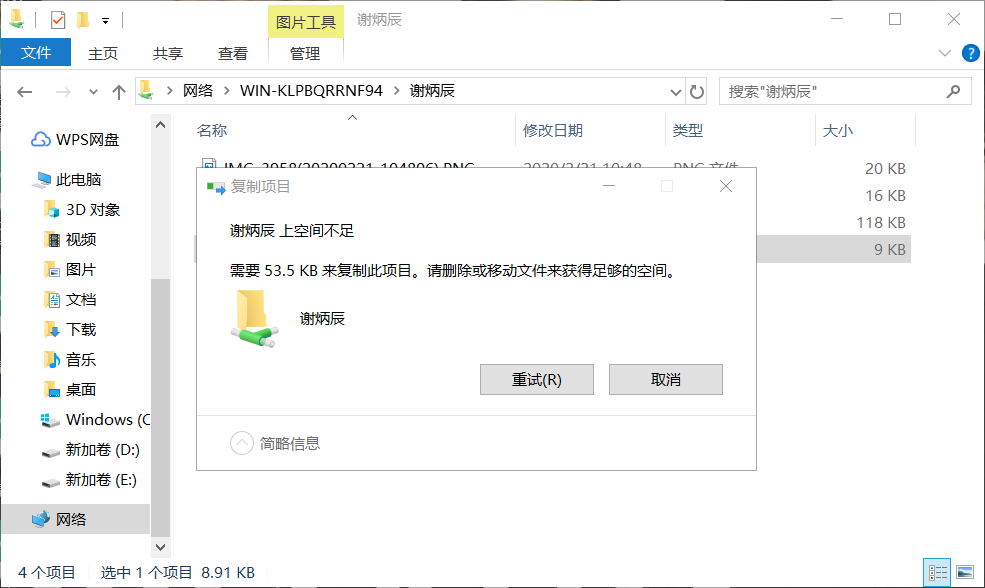 图片工具 谢炳辰
文件 主页 共享 查看 管理
网络 WIN-KLPBQRRNF94 谢炳辰
搜索"谢炳辰"
名称 修改日期 类型 大小
20 KB
16 KB
118 KB
9 KB
WPS网盘
此电脑
3D 对象
视频
图片
文档
下载
音乐
桌面
Windows (C
新加卷 (D:)
新加卷 (E:)
网络
复制项目
谢炳辰 上空间不足
需要 53.5 KB 来复制此项目。请删除或移动文件来获得足够的空间。
谢炳辰
重试(R) 取消
简略信息
4 个项目 选中 1 个项目 8.91 KB